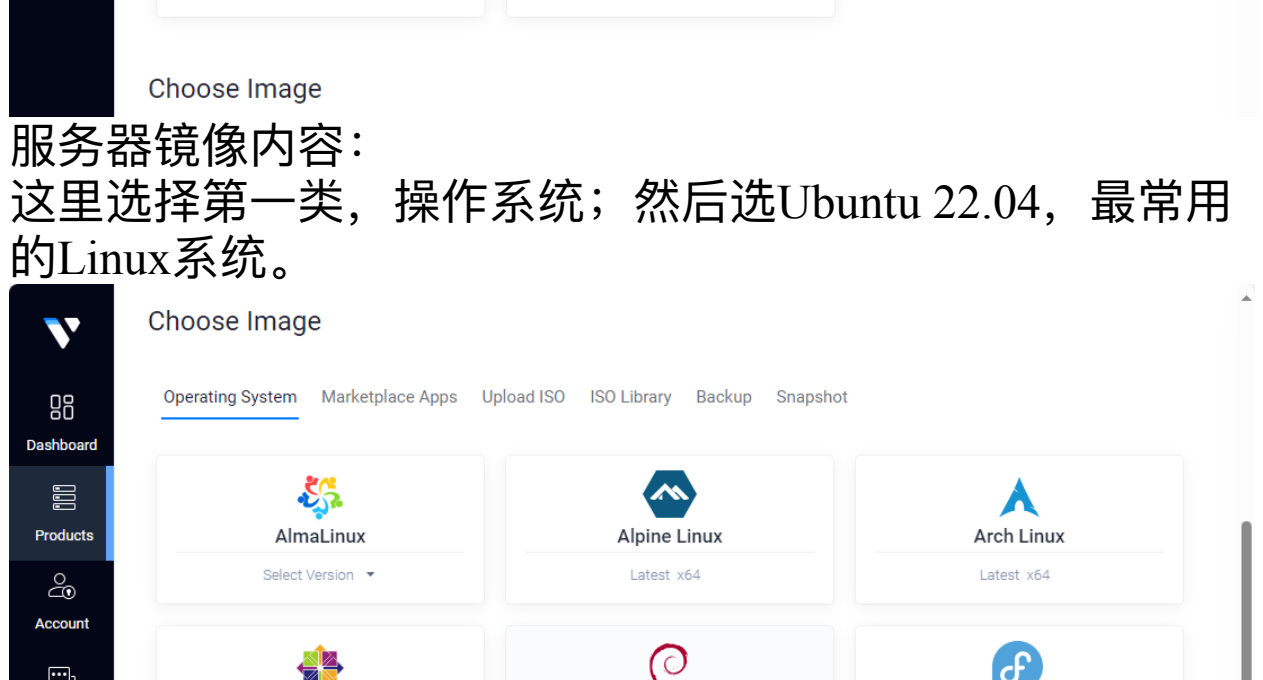 Choose Image
服务器镜像内容：
这里选择第一类，操作系统；然后选Ubuntu 22.04，最常用
的Linux系统。
Choose Image
Operating System Marketplace Apps Upload ISO ISO Library Backup Snapshot
Dashboard
Products
Account
AlmaLinux Alpine Linux Arch Linux
Select Version Latest x64 Latest x64